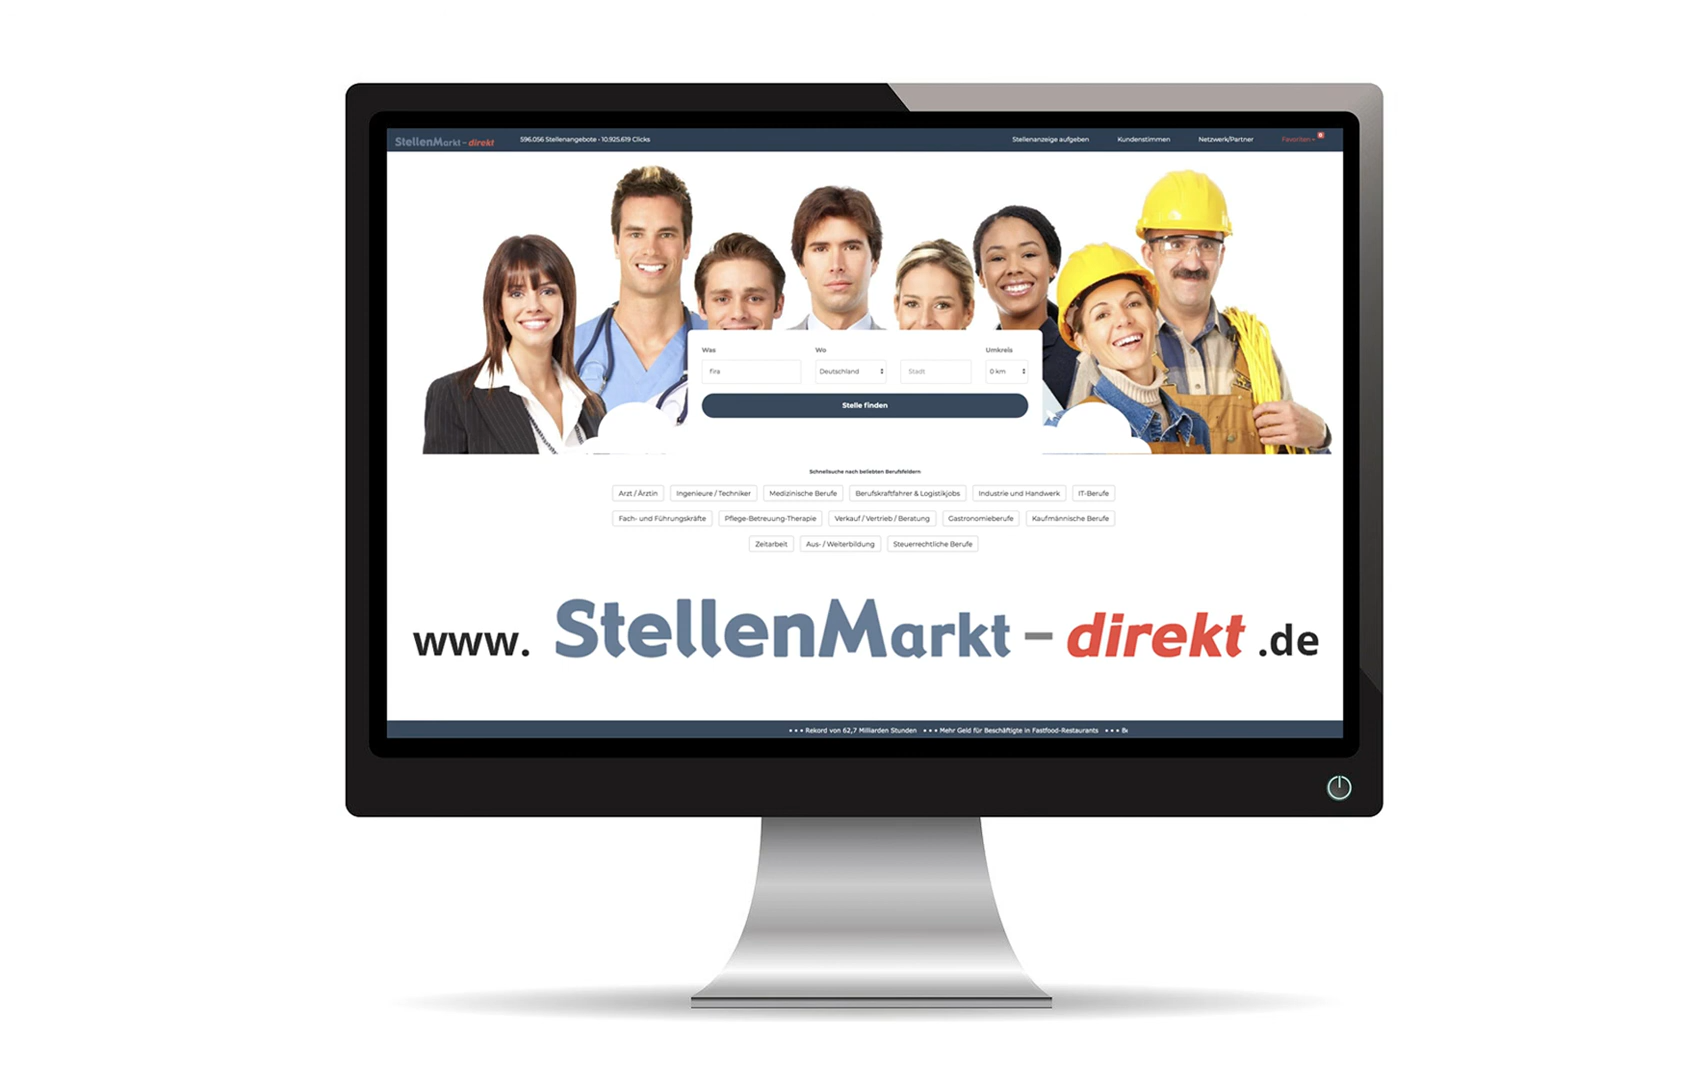 StellenMarkt - direkt 596.056 Stellenangebote • 10.925.619 Clicks Stellenanzeige aufgeben Kundenstimmen Netzwerk/Partner Favoriten
Was Wo Umkreis
fira Deutschland Stadt 0 km
Stelle finden
Schnellsuche nach beliebten Berufsfeldern
Arzt / Ärztin Ingenieure / Techniker Medizinische Berufe Berufskraftfahrer & Logistikjobs Industrie und Handwerk IT-Berufe
Fach- und Führungskräfte Pflege-Betreuung-Therapie Verkauf / Vertrieb / Beratung Gastronomieberufe Kaufmännische Berufe
Zeitarbeit Aus- / Weiterbildung Steuerrechtliche Berufe
www. StellenMarkt - direkt .de
• • • Rekord von 62,7 Milliarden Stunden • • • Mehr Geld für Beschäftigte in Fastfood-Restaurants • • •